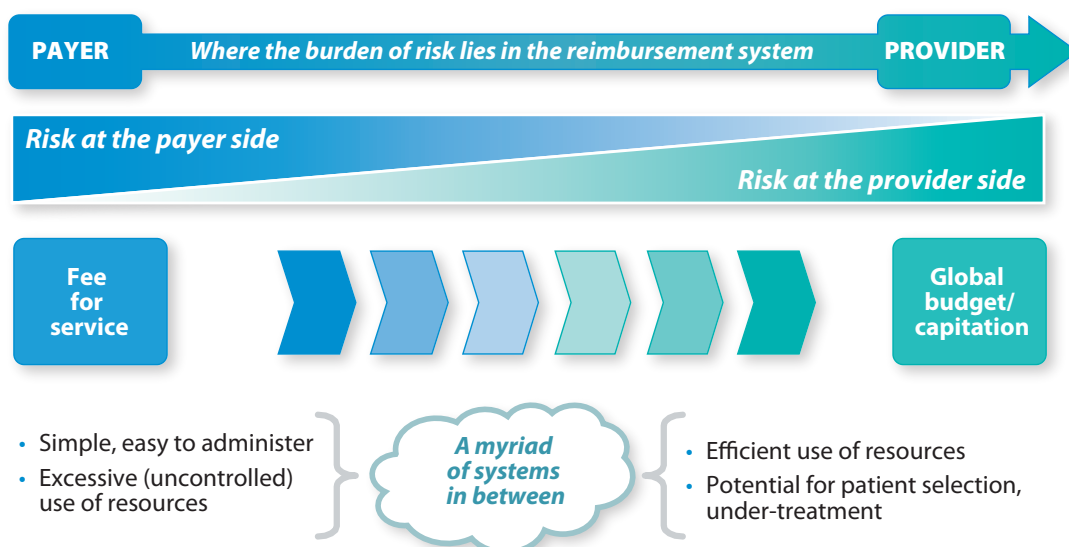 PAYER
Where the burden of risk lies in the reimbursement system
PROVIDER
Risk at the payer side
Risk at the provider side
Fee
for
service
Global
budget/
capitation
• Simple, easy to administer
• Excessive (uncontrolled)
use of resources
A myriad
of systems
in between
• Efficient use of resources
• Potential for patient selection,
under-treatment